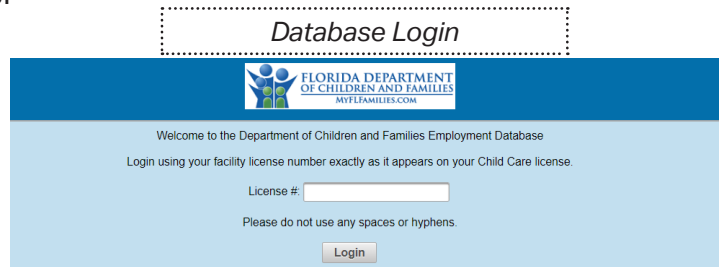 Database Login
FLORIDA DEPARTMENT
OF CHILDREN AND FAMILIES
MYFLFAMILIES.COM
Welcome to the Department of Children and Families Employment Database
Login using your facility license number exactly as it appears on your Child Care license.
License #:
Please do not use any spaces or hyphens.
Login